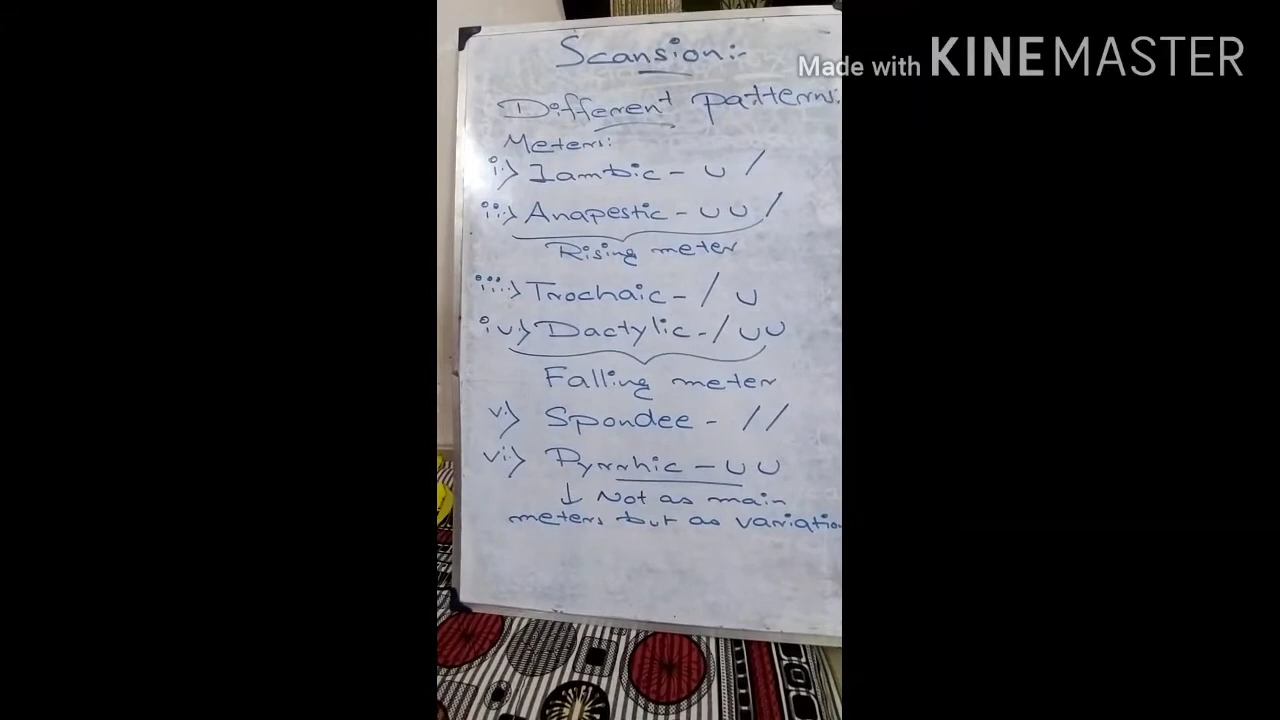 Scansion:-
Made with KINEMASTER
Different patterns:
Meters:
i.) Iambic - ∪ /
ii.) Anapestic - ∪ ∪ /
Rising meter
iii.) Trochaic - / ∪
iv.) Dactylic - / ∪∪
Falling meter
v.) Spondee - / /
vi.) Pyrrhic - ∪ ∪
↓ Not as main
meters but as variation